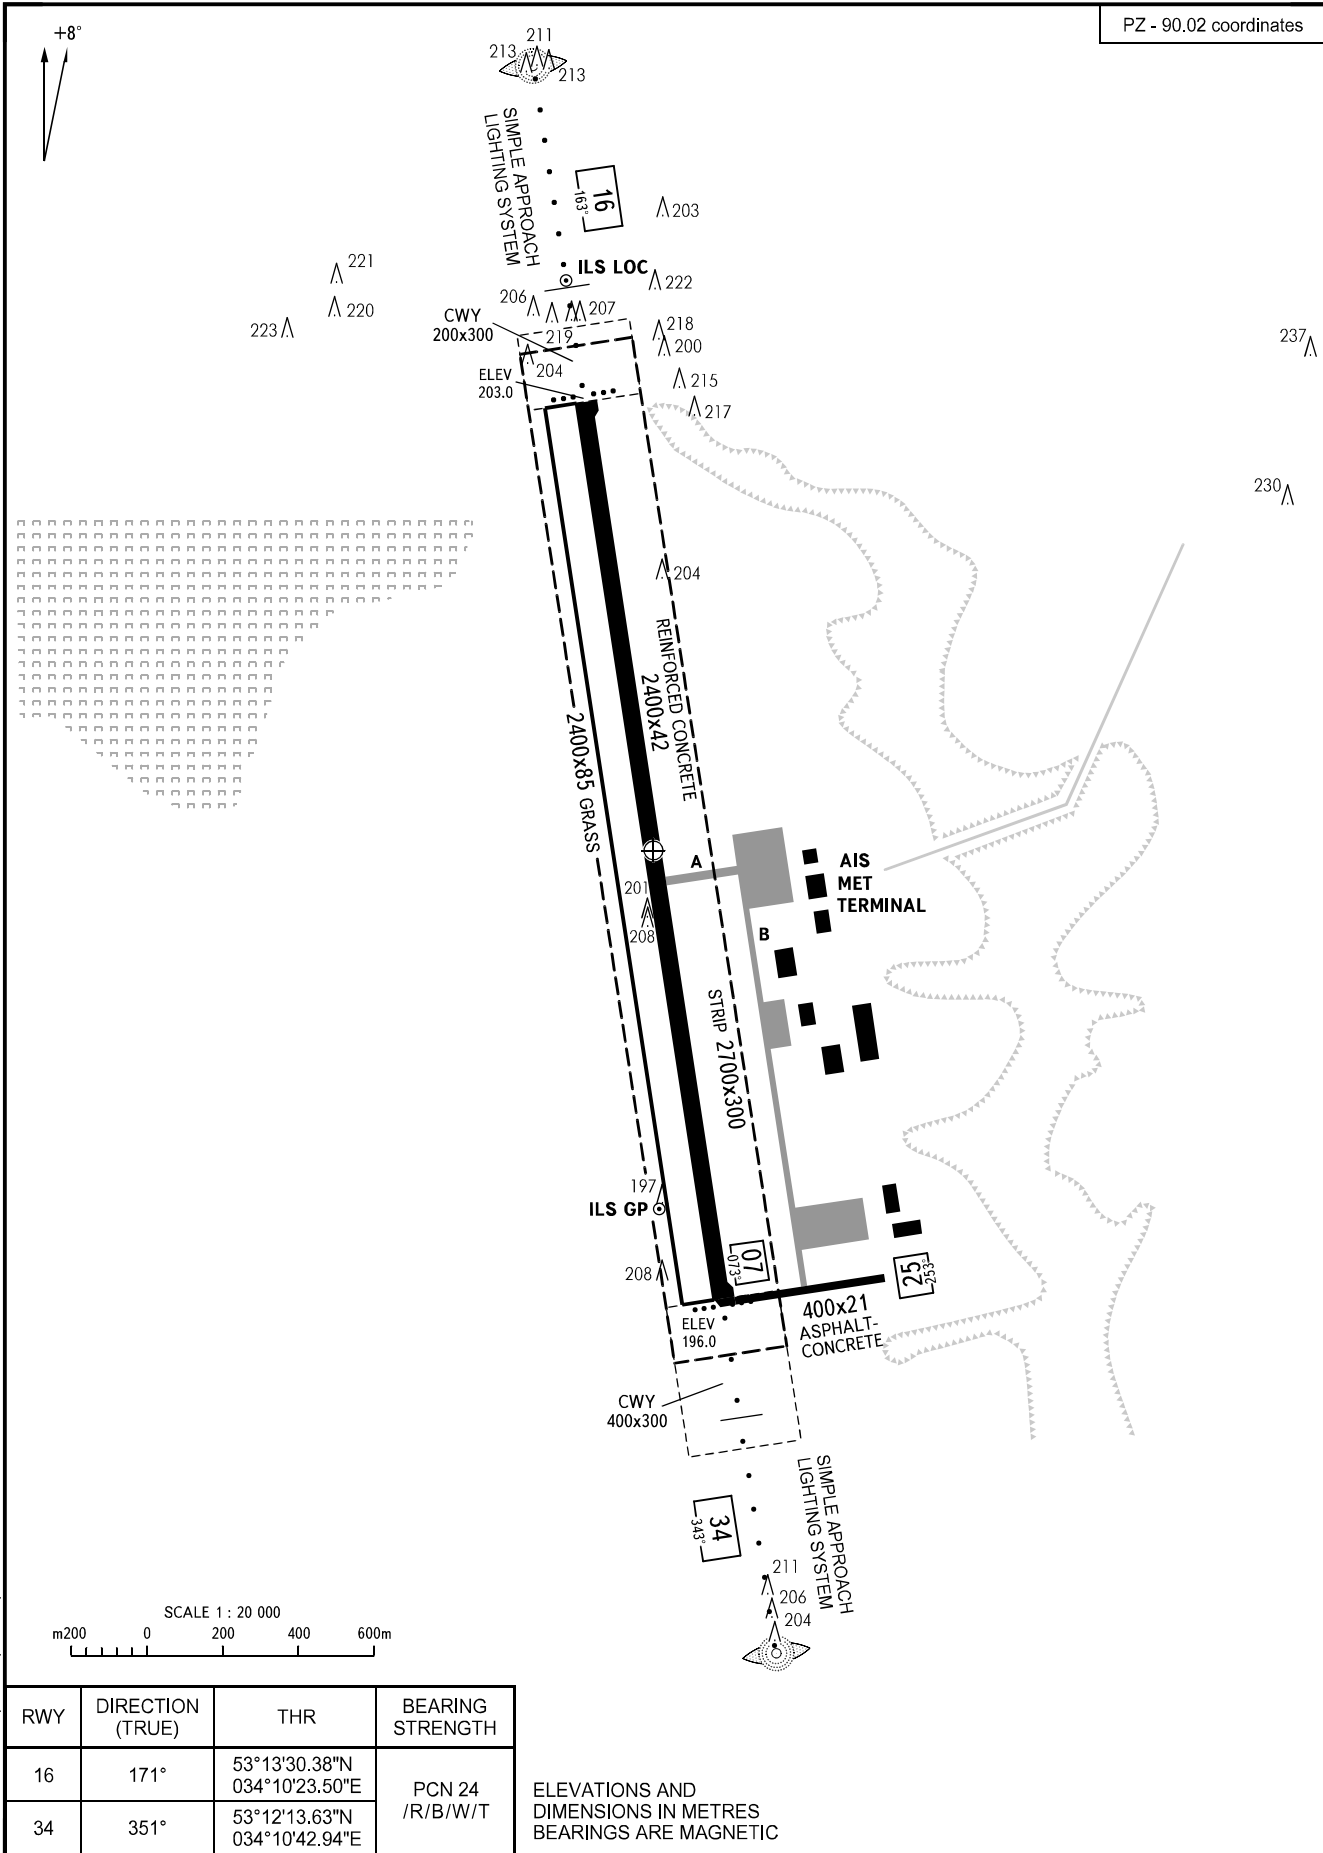 PZ - 90.02 coordinates
+8°
211
213
213
SIMPLE APPROACH
LIGHTING SYSTEM
16
163°
203
ILS LOC
221
222
220
223
206
207
CWY
200x300
219
218
200
237
204
ELEV
203.0
215
217
230
204
REINFORCED CONCRETE
2400x42
2400x85 GRASS
A
AIS
MET
TERMINAL
201
208
B
STRIP 2700x300
197
ILS GP
208
07
073°
25
253°
400x21
ASPHALT-
CONCRETE
ELEV
196.0
CWY
400x300
SIMPLE APPROACH
LIGHTING SYSTEM
34
343°
211
206
204
SCALE 1 : 20 000
m200 0 200 400 600m
RWY DIRECTION (TRUE) THR BEARING STRENGTH
16 171° 53°13'30.38"N
034°10'23.50"E
PCN 24
/R/B/W/T
34 351° 53°12'13.63"N
034°10'42.94"E
ELEVATIONS AND
DIMENSIONS IN METRES
BEARINGS ARE MAGNETIC